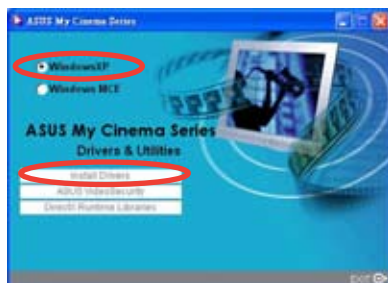 ASUS My Cinema Series
WindowsXP
Windows MCE
ASUS My Cinema Series
Drivers & Utilities
Install Drivers
ASUS VideoSecurity
DirectX Runtime Libraries
EXIT